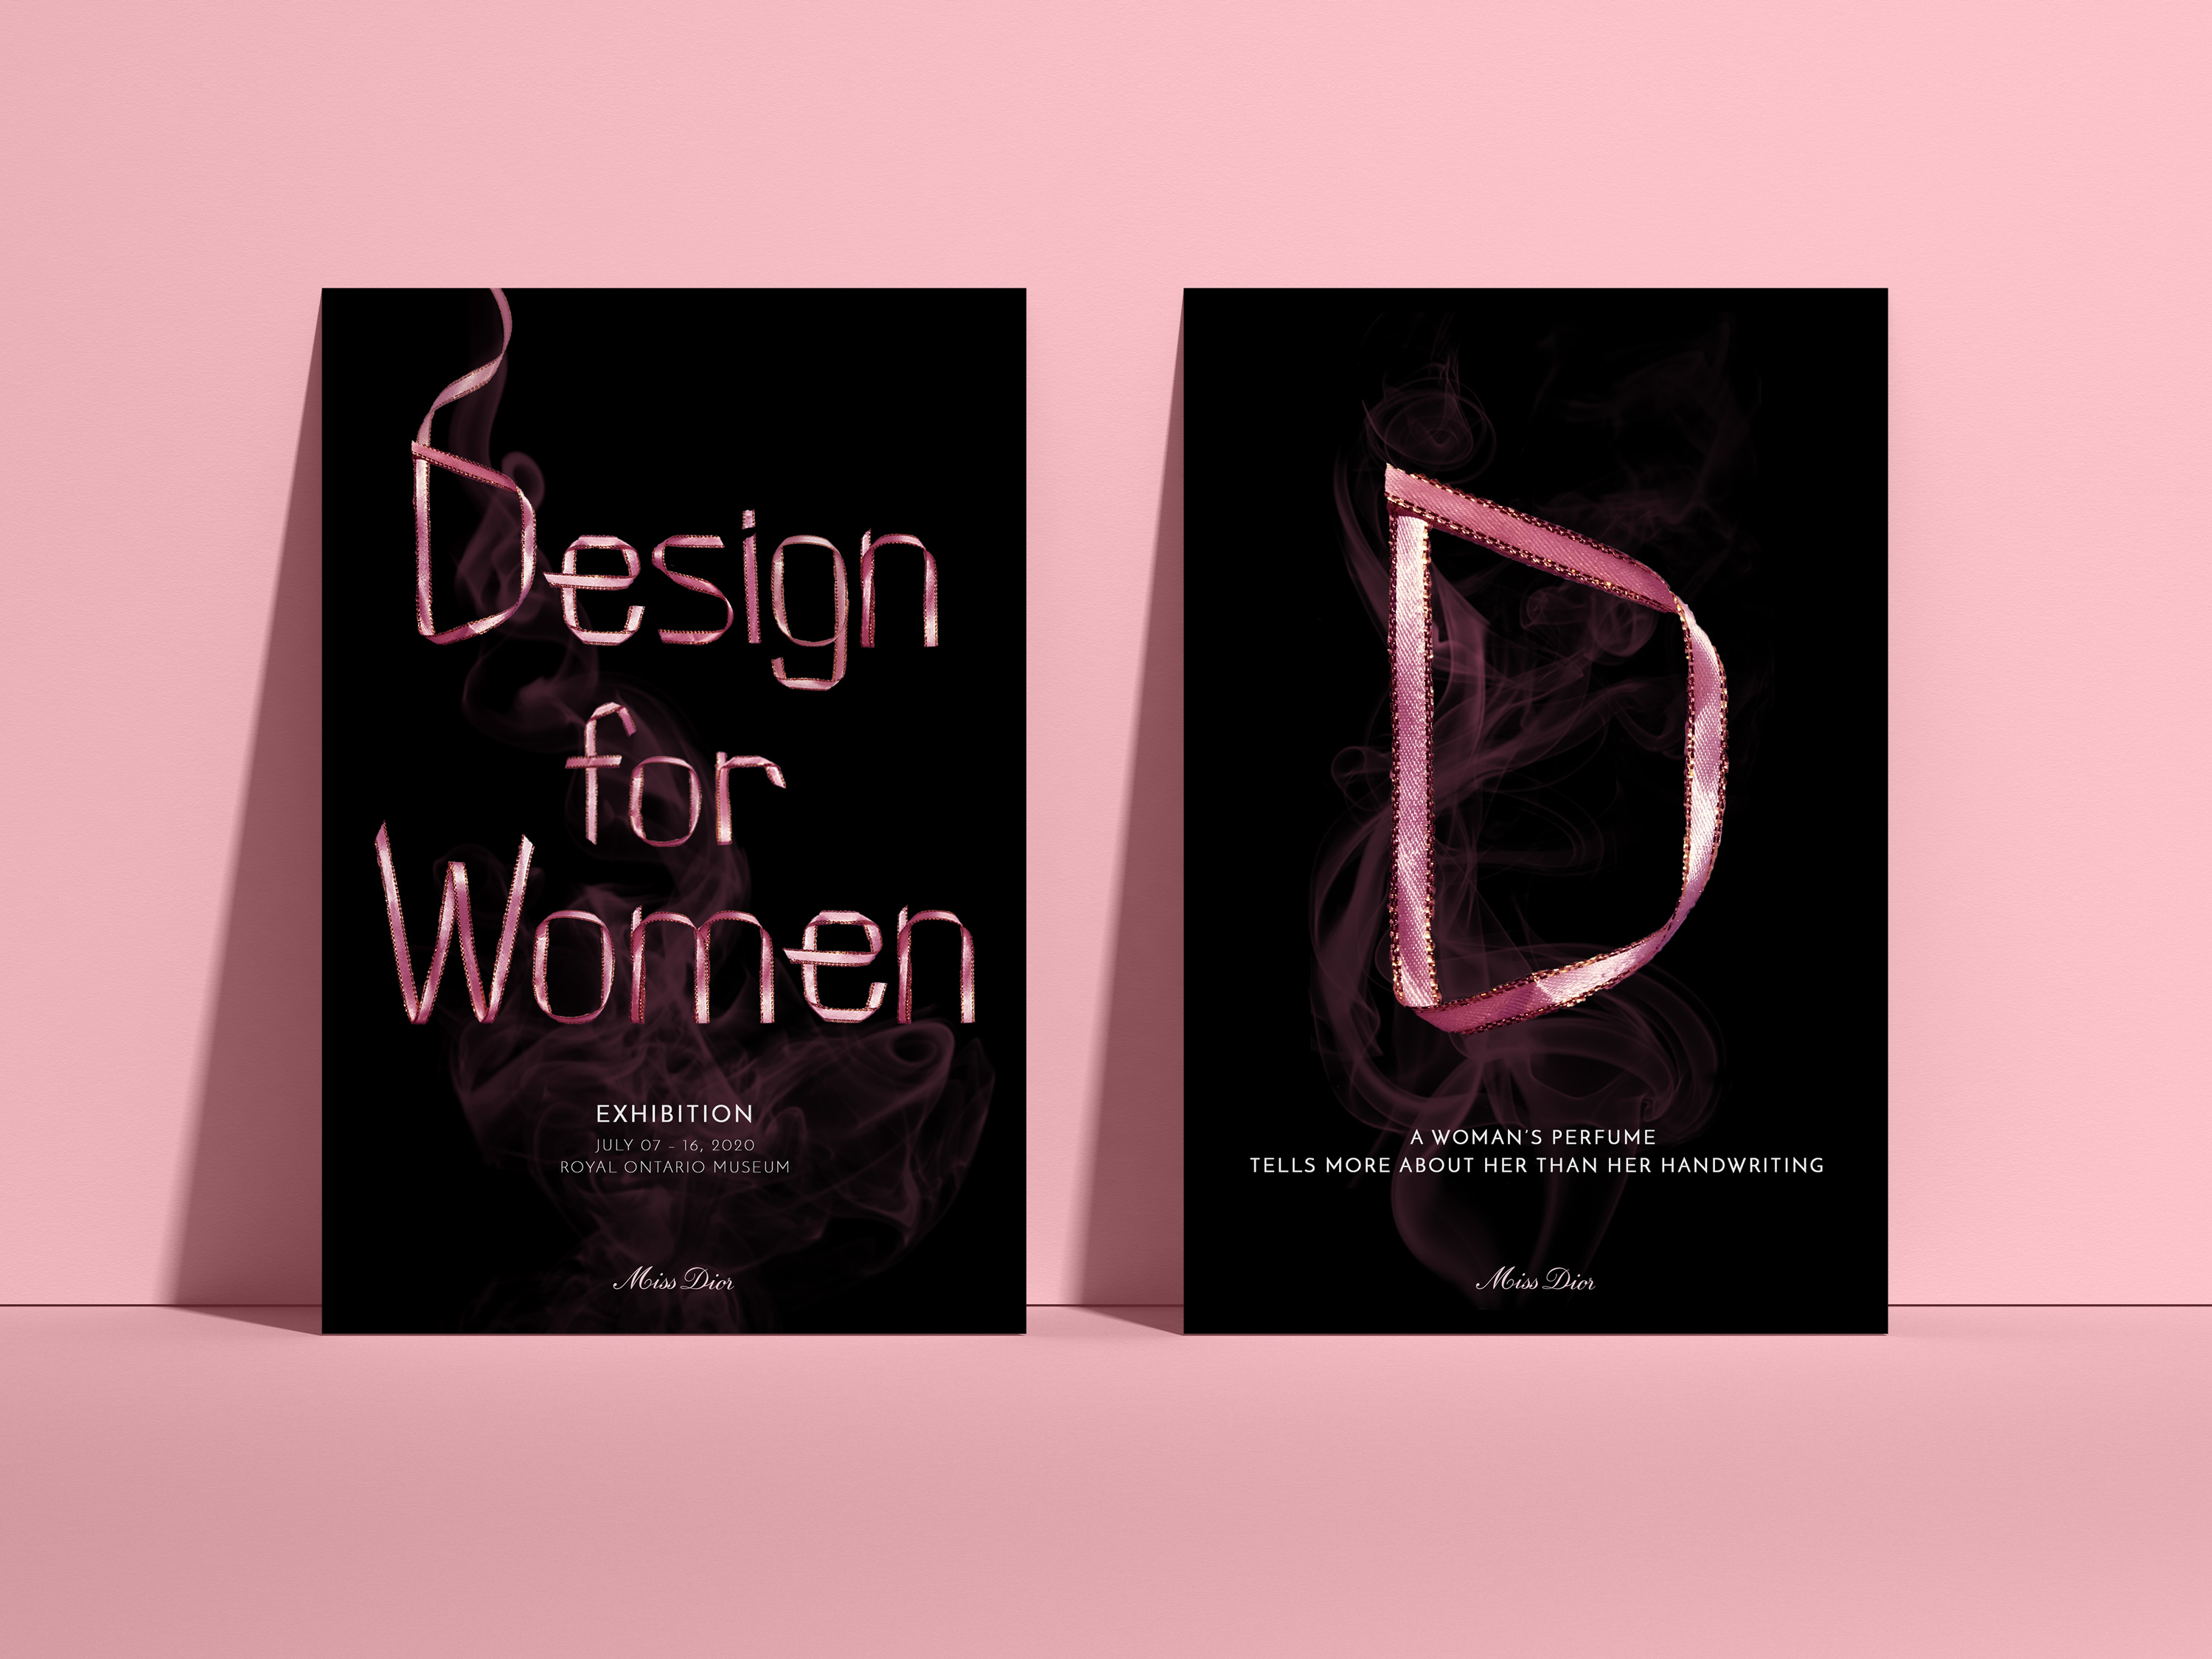 Design
for
Women
EXHIBITION
JULY 07 – 16, 2020
ROYAL ONTARIO MUSEUM
Miss Dior
D
A WOMAN'S PERFUME
TELLS MORE ABOUT HER THAN HER HANDWRITING
Miss Dior